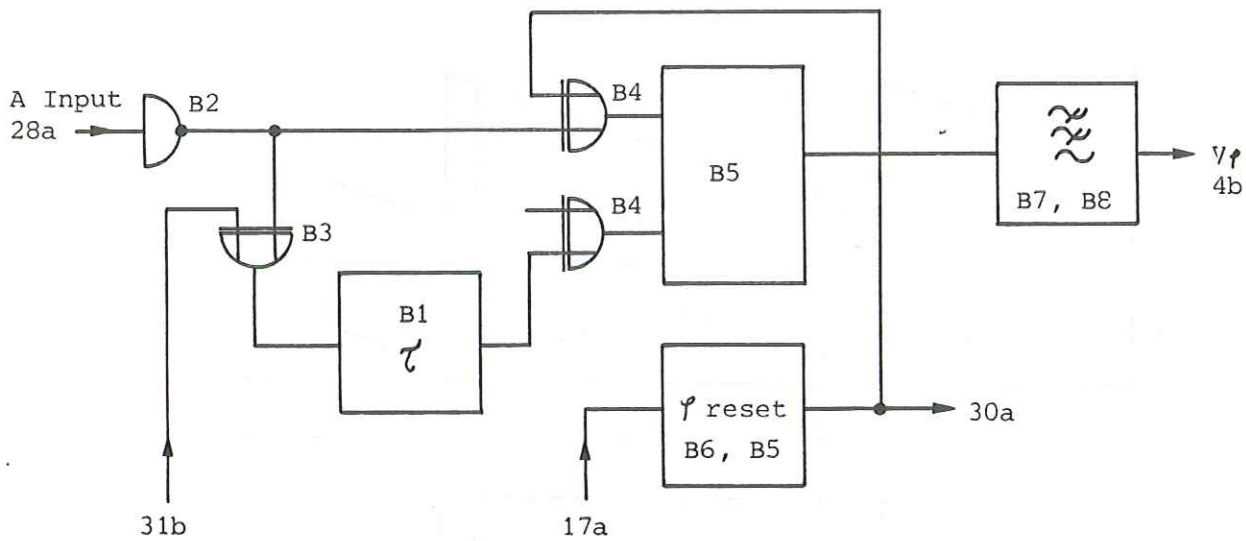 A Input
28a
B2
B4
B3
B4
B5
B7, B8
Vφ
4b
B1
τ
φ reset
B6, B5
30a
31b
17a